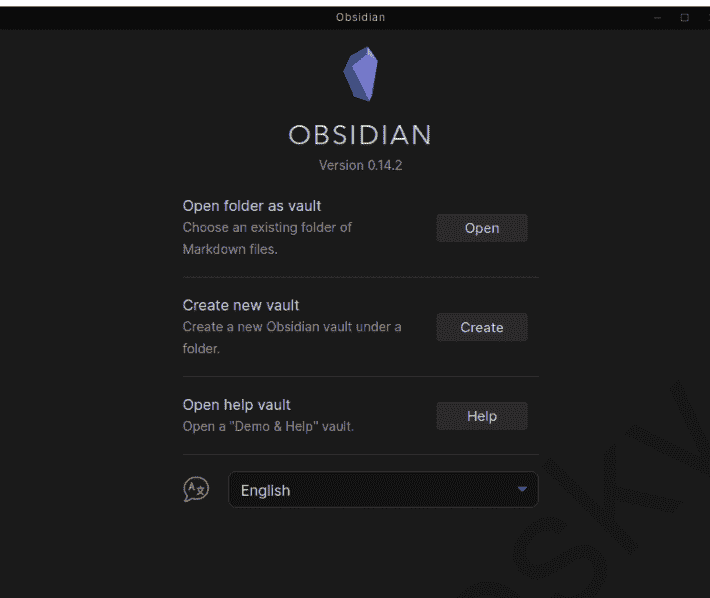 Obsidian
OBSIDIAN
Version 0.14.2
Open folder as vault
Choose an existing folder of
Markdown files.
Open
Create new vault
Create a new Obsidian vault under a
folder.
Create
Open help vault
Open a "Demo & Help" vault.
Help
English